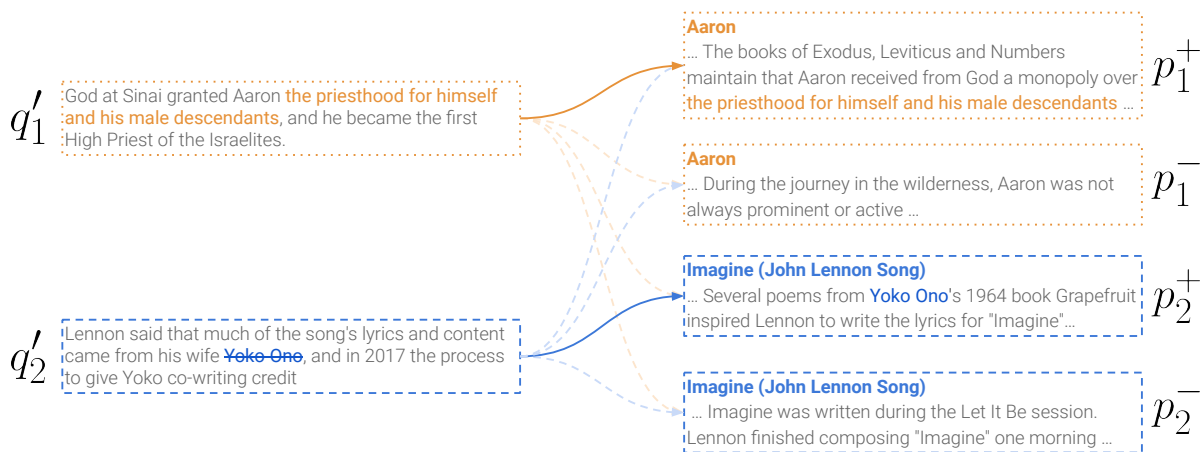 q′₁
God at Sinai granted Aaron the priesthood for himself
and his male descendants, and he became the first
High Priest of the Israelites.
q′₂
Lennon said that much of the song's lyrics and content
came from his wife Yoko Ono, and in 2017 the process
to give Yoko co-writing credit
Aaron
... The books of Exodus, Leviticus and Numbers
maintain that Aaron received from God a monopoly over
the priesthood for himself and his male descendants ...
p₁⁺
Aaron
... During the journey in the wilderness, Aaron was not
always prominent or active ...
p₁⁻
Imagine (John Lennon Song)
... Several poems from Yoko Ono's 1964 book Grapefruit
inspired Lennon to write the lyrics for "Imagine"...
p₂⁺
Imagine (John Lennon Song)
... Imagine was written during the Let It Be session.
Lennon finished composing "Imagine" one morning ...
p₂⁻